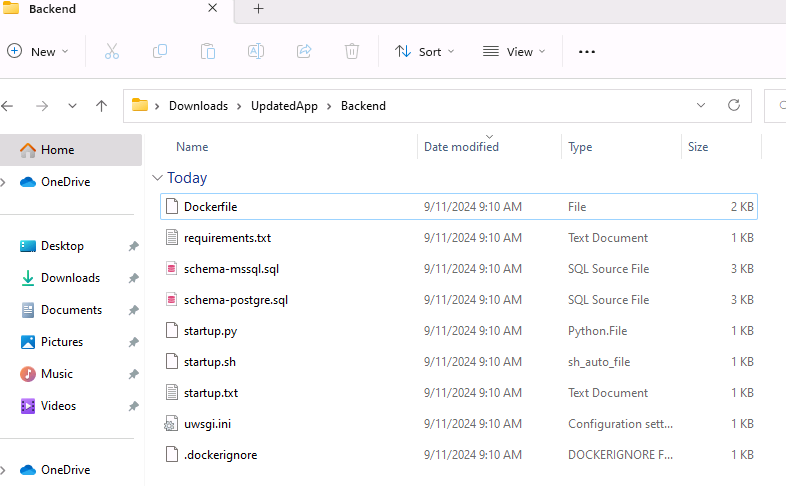 Backend
New
Sort
View
Downloads
UpdatedApp
Backend
Home
OneDrive
Desktop
Downloads
Documents
Pictures
Music
Videos
OneDrive
Name Date modified Type Size
Today
Dockerfile 9/11/2024 9:10 AM File 2 KB
requirements.txt 9/11/2024 9:10 AM Text Document 1 KB
schema-mssql.sql 9/11/2024 9:10 AM SQL Source File 3 KB
schema-postgre.sql 9/11/2024 9:10 AM SQL Source File 3 KB
startup.py 9/11/2024 9:10 AM Python.File 1 KB
startup.sh 9/11/2024 9:10 AM sh_auto_file 1 KB
startup.txt 9/11/2024 9:10 AM Text Document 1 KB
uwsgi.ini 9/11/2024 9:10 AM Configuration sett... 1 KB
.dockerignore 9/11/2024 9:10 AM DOCKERIGNORE F... 1 KB